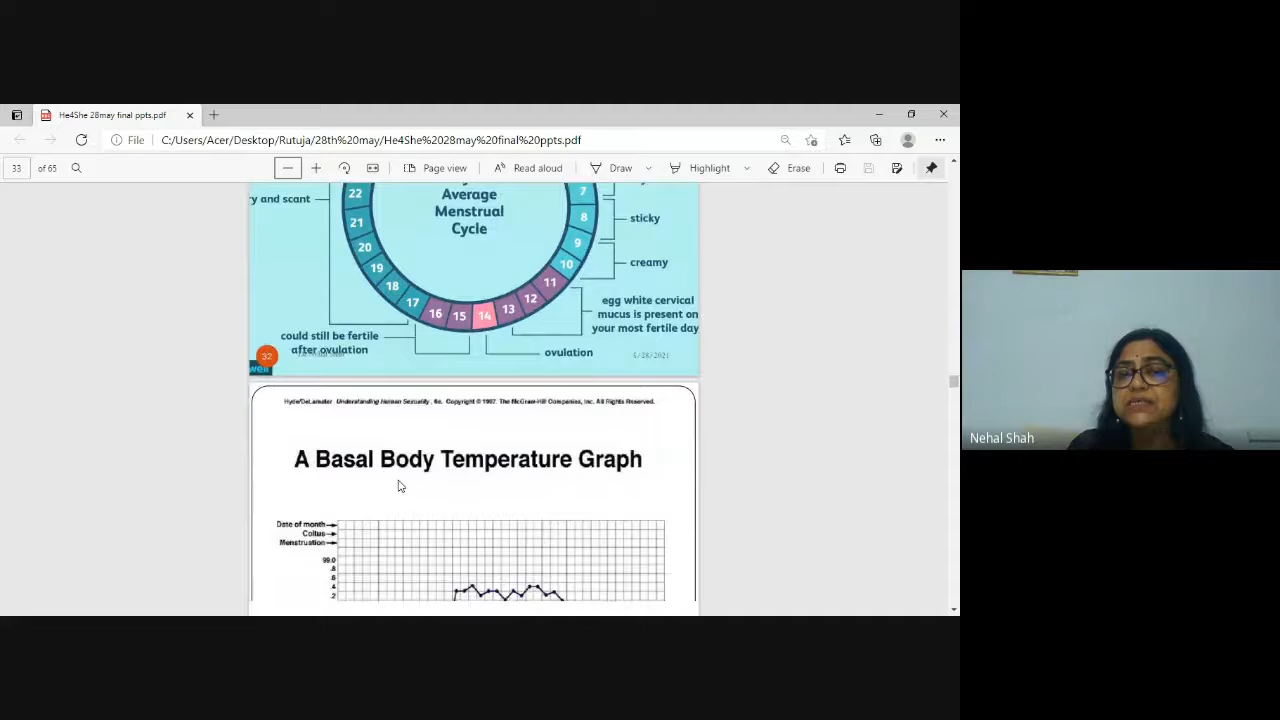 He4She 28may final ppts.pdf
File
C:/Users/Acer/Desktop/Rutuja/28th%20may/He4She%2028may%20final%20ppts.pdf
33
of 65
Page view
Read aloud
Draw
Highlight
Erase
Average
Menstrual
Cycle
22
21
20
19
18
17
16
15
14
13
12
11
10
9
8
7
y and scant
sticky
creamy
egg white cervical
mucus is present on
your most fertile day
could still be fertile
after ovulation
ovulation
32
well
5/28/2021
Hyde/DeLamater Understanding Human Sexuality, 6e. Copyright © 1997. The McGraw-Hill Companies, Inc. All Rights Reserved.
A Basal Body Temperature Graph
Date of month
Coitus
Menstruation
99.0
.8
.6
.4
.2
Nehal Shah